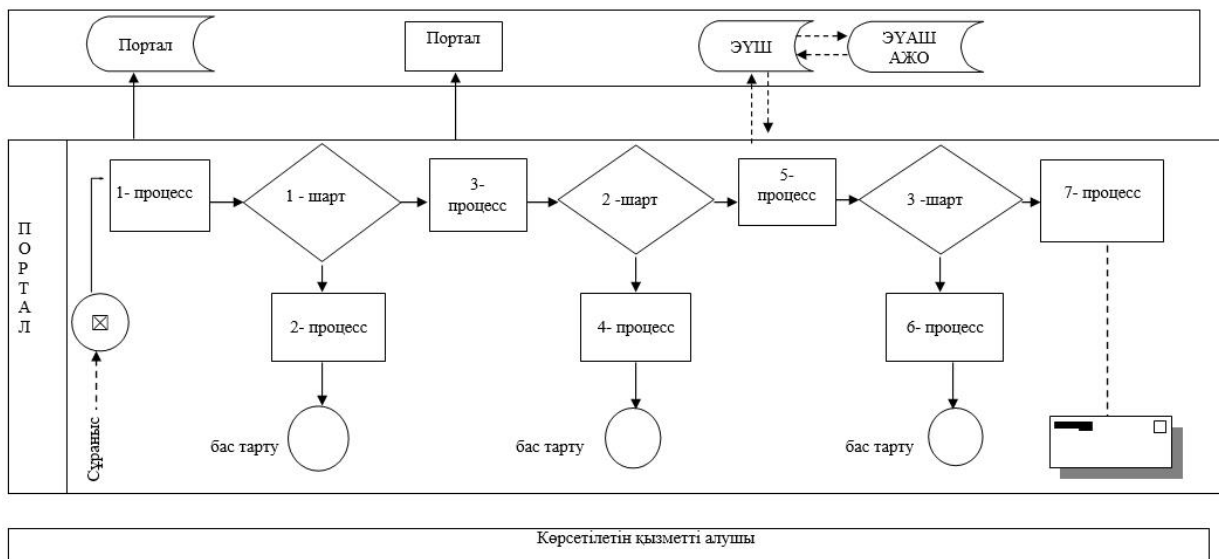 Портал
Портал
ЭҮШ
ЭҮАШ
АЖО
ПОРТАЛ
1- процесс
1 - шарт
3-
процесс
2 -шарт
5-
процесс
3 -шарт
7- процесс
2- процесс
4- процесс
6- процесс
Сұраныс
бас тарту
бас тарту
бас тарту
Көрсетілетін қызметті алушы